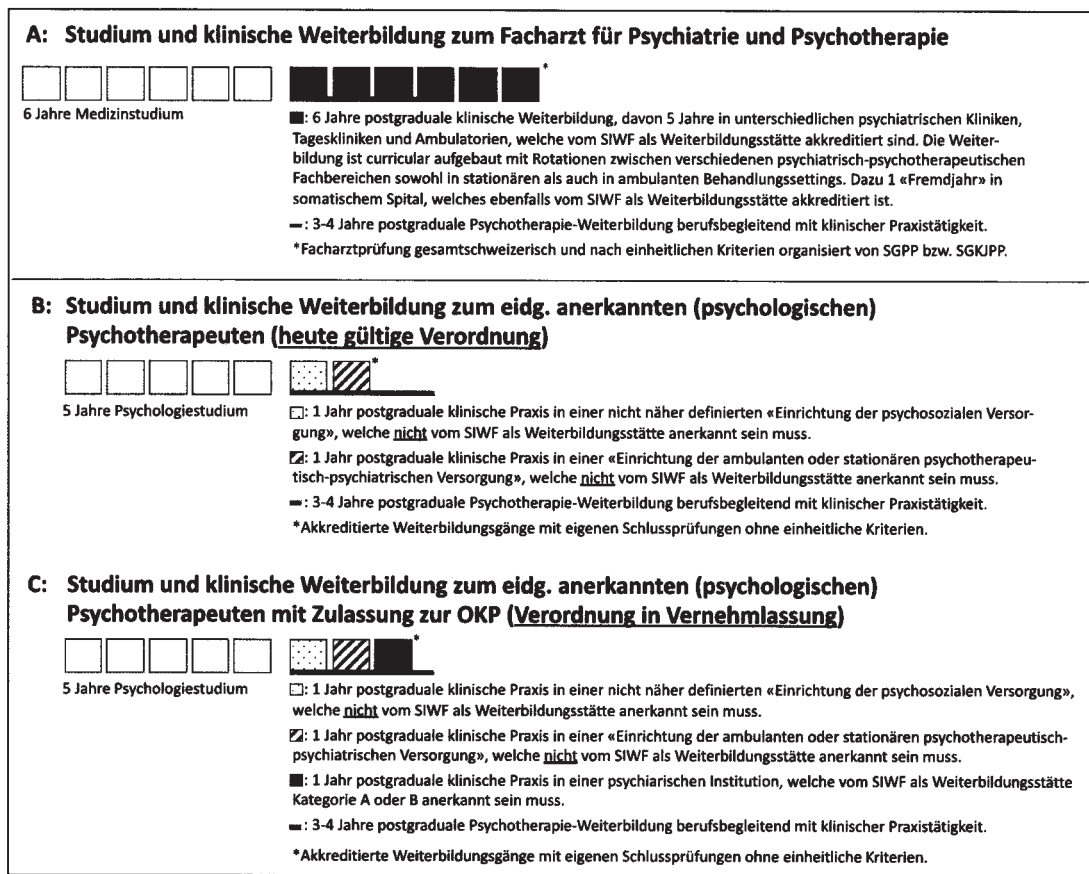 A: Studium und klinische Weiterbildung zum Facharzt für Psychiatrie und Psychotherapie
*
6 Jahre Medizinstudium
■: 6 Jahre postgraduale klinische Weiterbildung, davon 5 Jahre in unterschiedlichen psychiatrischen Kliniken,
Tageskliniken und Ambulatorien, welche vom SIWF als Weiterbildungsstätte akkreditiert sind. Die Weiter-
bildung ist curricular aufgebaut mit Rotationen zwischen verschiedenen psychiatrisch-psychotherapeutischen
Fachbereichen sowohl in stationären als auch in ambulanten Behandlungssettings. Dazu 1 «Fremdjahr» in
somatischem Spital, welches ebenfalls vom SIWF als Weiterbildungsstätte akkreditiert ist.
━: 3-4 Jahre postgraduale Psychotherapie-Weiterbildung berufsbegleitend mit klinischer Praxistätigkeit.
*Facharztprüfung gesamtschweizerisch und nach einheitlichen Kriterien organisiert von SGPP bzw. SGKJPP.
B: Studium und klinische Weiterbildung zum eidg. anerkannten (psychologischen)
Psychotherapeuten (heute gültige Verordnung)
*
5 Jahre Psychologiestudium
: 1 Jahr postgraduale klinische Praxis in einer nicht näher definierten «Einrichtung der psychosozialen Versor-
gung», welche nicht vom SIWF als Weiterbildungsstätte anerkannt sein muss.
: 1 Jahr postgraduale klinische Praxis in einer «Einrichtung der ambulanten oder stationären psychotherapeu-
tisch-psychiatrischen Versorgung», welche nicht vom SIWF als Weiterbildungsstätte anerkannt sein muss.
━: 3-4 Jahre postgraduale Psychotherapie-Weiterbildung berufsbegleitend mit klinischer Praxistätigkeit.
*Akkreditierte Weiterbildungsgänge mit eigenen Schlussprüfungen ohne einheitliche Kriterien.
C: Studium und klinische Weiterbildung zum eidg. anerkannten (psychologischen)
Psychotherapeuten mit Zulassung zur OKP (Verordnung in Vernehmlassung)
*
5 Jahre Psychologiestudium
: 1 Jahr postgraduale klinische Praxis in einer nicht näher definierten «Einrichtung der psychosozialen Versorgung»,
welche nicht vom SIWF als Weiterbildungsstätte anerkannt sein muss.
: 1 Jahr postgraduale klinische Praxis in einer «Einrichtung der ambulanten oder stationären psychotherapeutisch-
psychiatrischen Versorgung», welche nicht vom SIWF als Weiterbildungsstätte anerkannt sein muss.
■: 1 Jahr postgraduale klinische Praxis in einer psychiarischen Institution, welche vom SIWF als Weiterbildungsstätte
Kategorie A oder B anerkannt sein muss.
━: 3-4 Jahre postgraduale Psychotherapie-Weiterbildung berufsbegleitend mit klinischer Praxistätigkeit.
*Akkreditierte Weiterbildungsgänge mit eigenen Schlussprüfungen ohne einheitliche Kriterien.